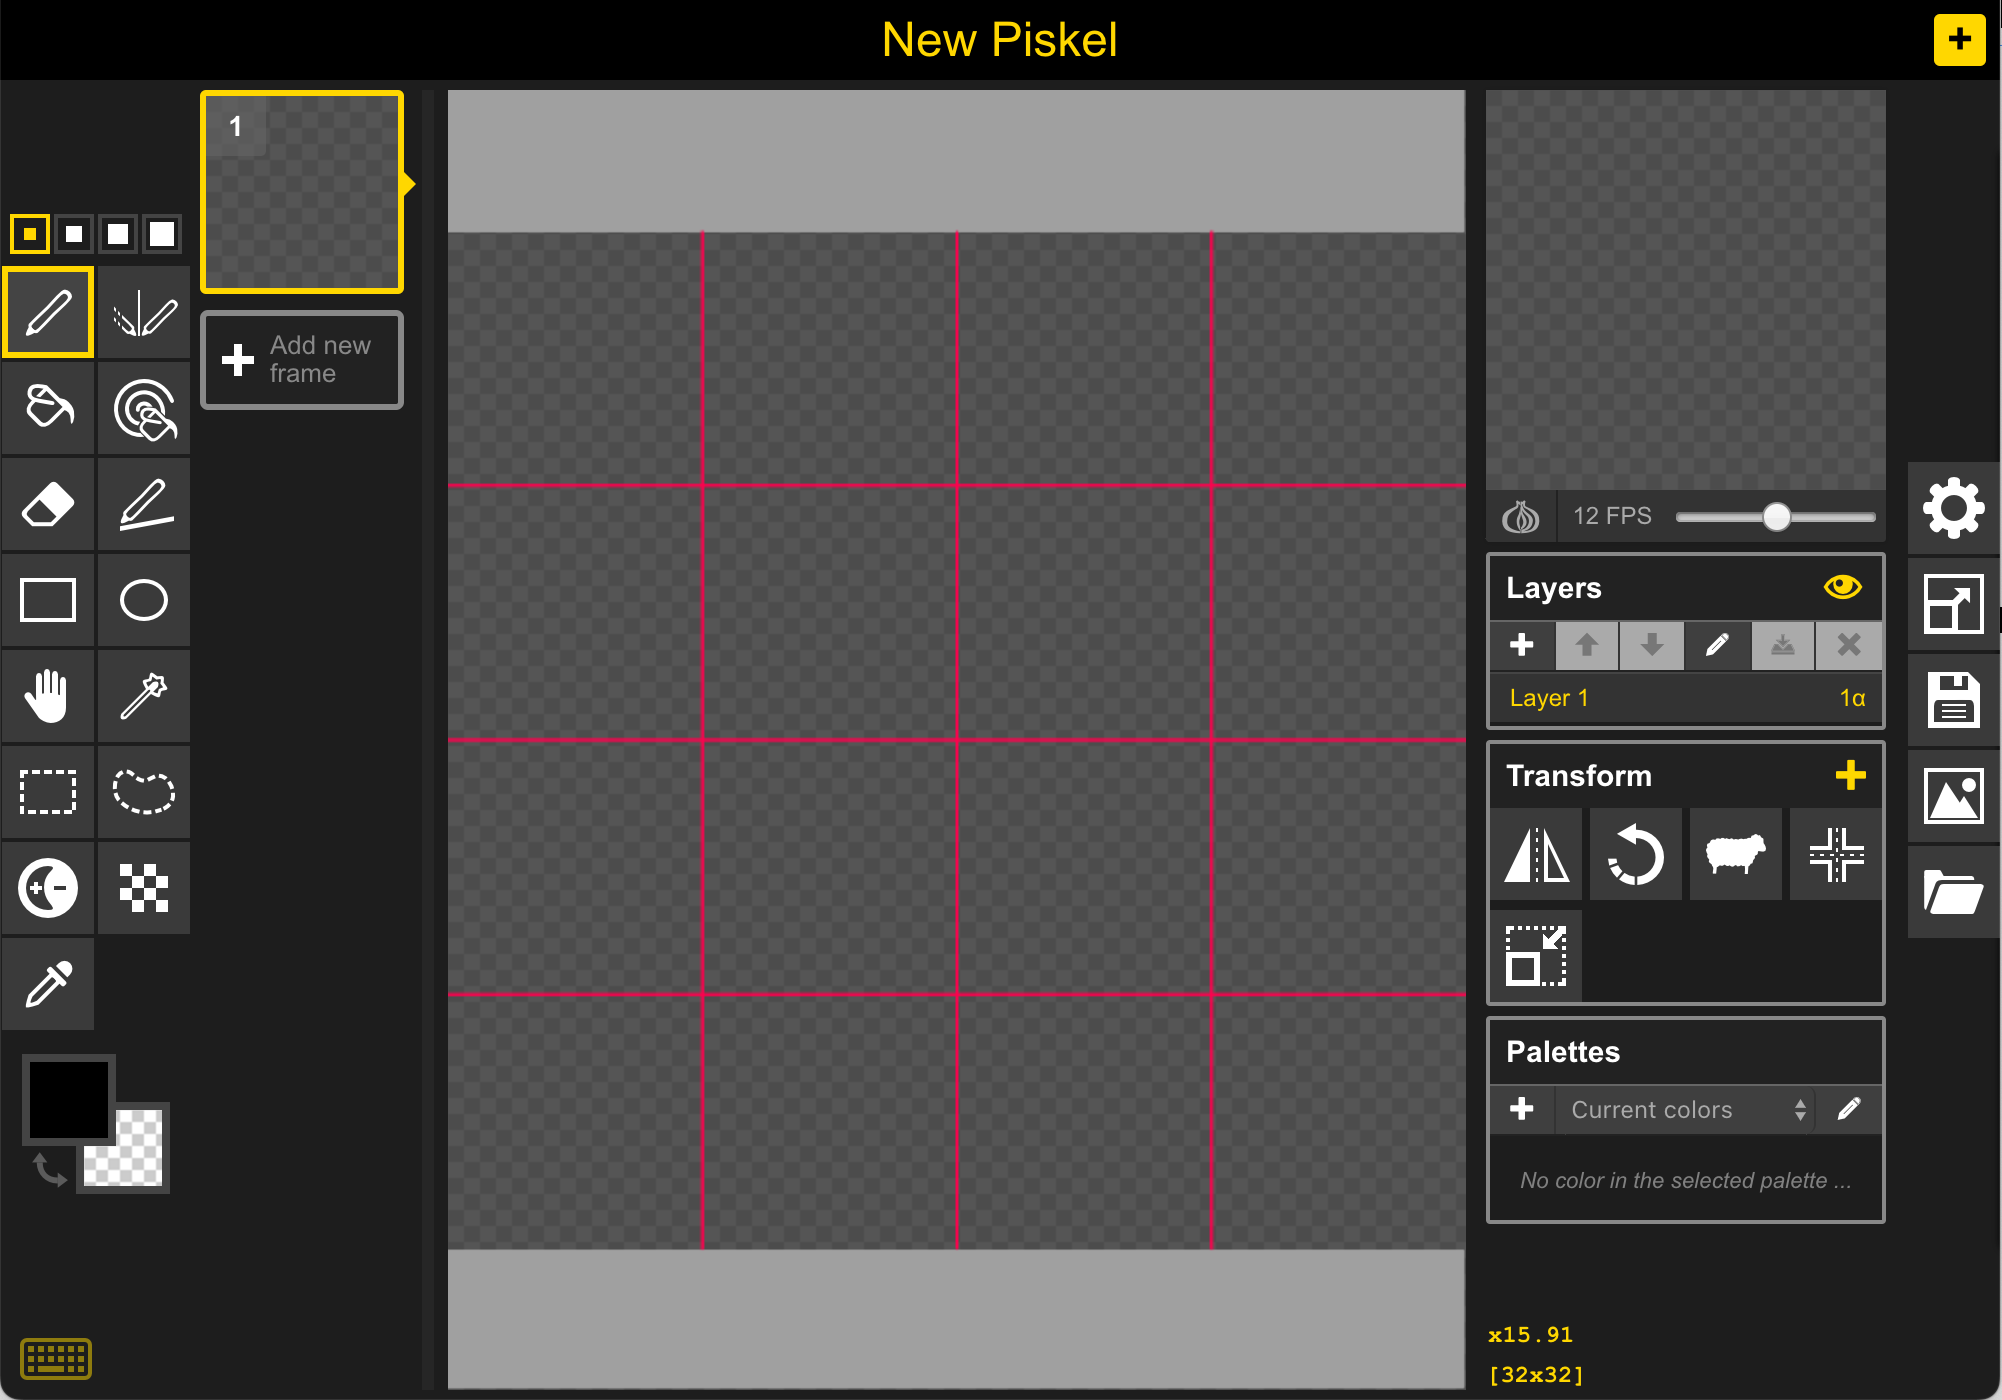 New Piskel
1
Add new
frame
12 FPS
Layers
Layer 1
1α
Transform
Palettes
Current colors
No color in the selected palette ...
x15.91
[32x32]